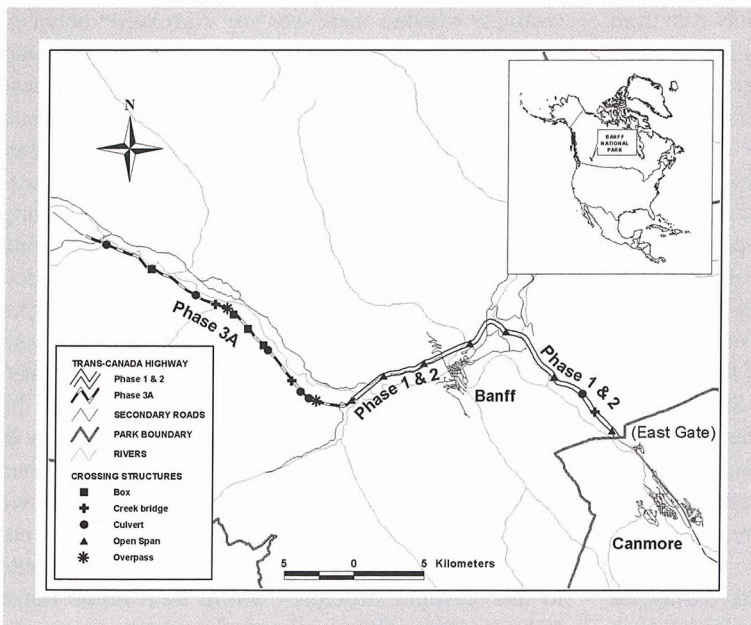 N
BANFF
NATIONAL
PARK
Phase 3A
Phase 1 & 2
Phase 1 & 2
Banff
(East Gate)
Canmore
TRANS-CANADA HIGHWAY
Phase 1 & 2
Phase 3A
SECONDARY ROADS
PARK BOUNDARY
RIVERS
CROSSING STRUCTURES
Box
Creek bridge
Culvert
Open Span
Overpass
5 0 5 Kilometers